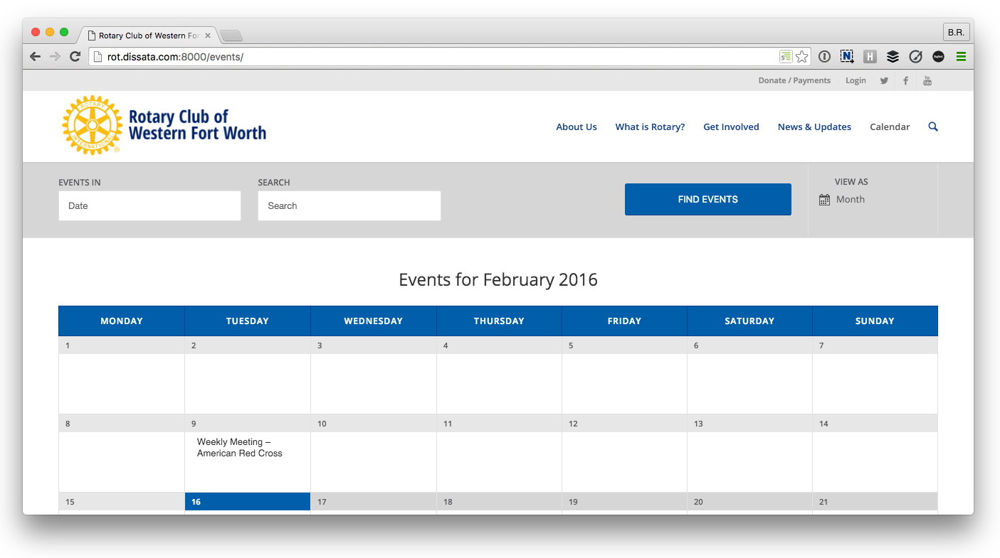 Rotary Club of Western For
B.R.
rot.dissata.com:8000/events/
Donate / Payments Login
ROTARY
INTERNATIONAL
Rotary Club of
Western Fort Worth
About Us What is Rotary? Get Involved News & Updates Calendar
EVENTS IN SEARCH VIEW AS
Date Search FIND EVENTS Month
Events for February 2016
MONDAY TUESDAY WEDNESDAY THURSDAY FRIDAY SATURDAY SUNDAY
1 2 3 4 5 6 7
8 9 10 11 12 13 14
Weekly Meeting –
American Red Cross
15 16 17 18 19 20 21